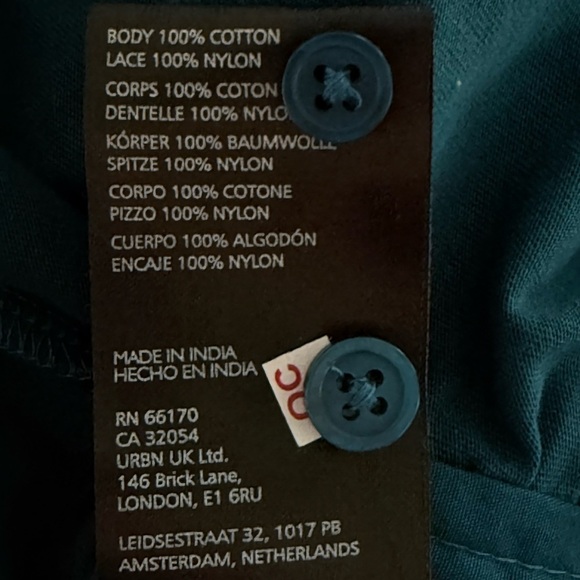 BODY 100% COTTON
LACE 100% NYLON
CORPS 100% COTON
DENTELLE 100% NYLO
KÓRPER 100% BAUMWOLLE
SPITZE 100% NYLON
CORPO 100% COTONE
PIZZO 100% NYLON
CUERPO 100% ALGODÓN
ENCAJE 100% NYLON
MADE IN INDIA
HECHO EN INDIA
QC
RN 66170
CA 32054
URBN UK Ltd.
146 Brick Lane,
LONDON, E1 6RU
LEIDSESTRAAT 32, 1017 PB
AMSTERDAM, NETHERLANDS